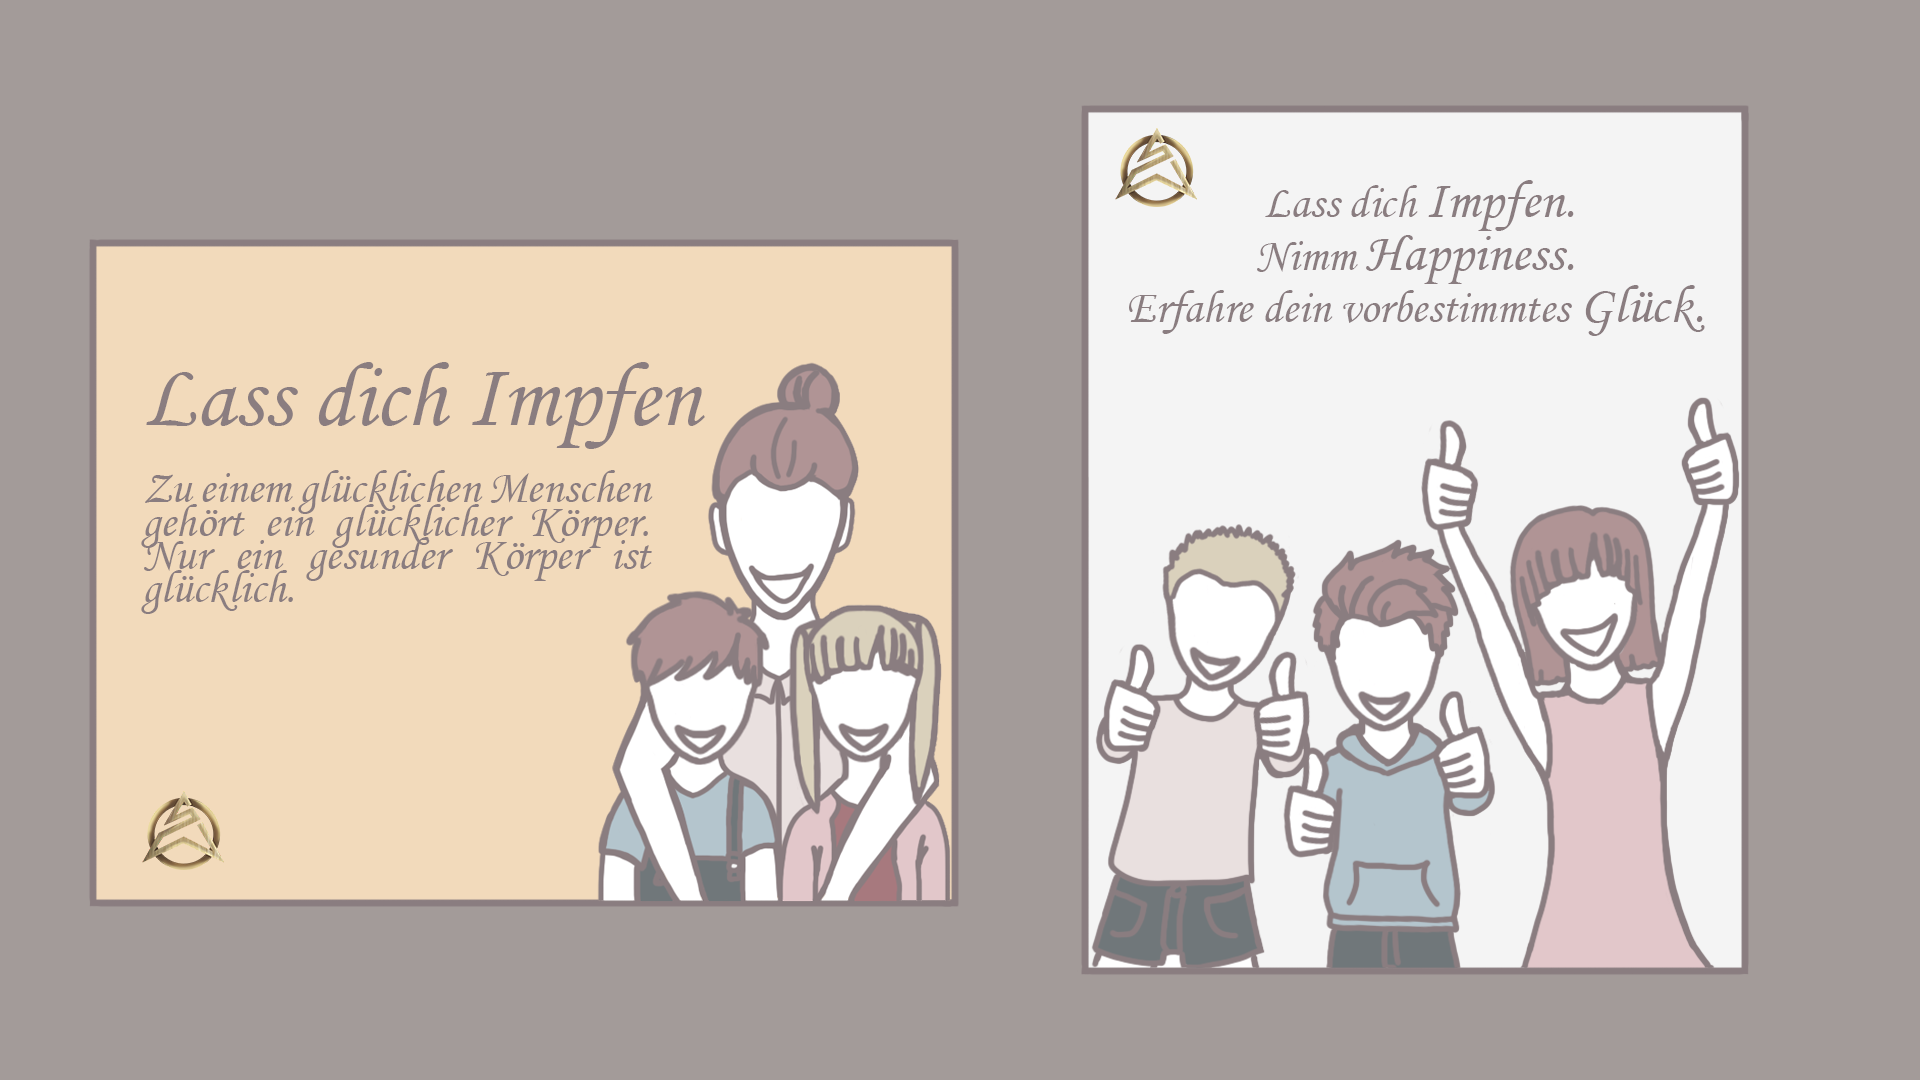 Lass dich Impfen
Zu einem glücklichen Menschen
gehört ein glücklicher Körper.
Nur ein gesunder Körper ist
glücklich.
Lass dich Impfen.
Nimm Happiness.
Erfahre dein vorbestimmtes Glück.